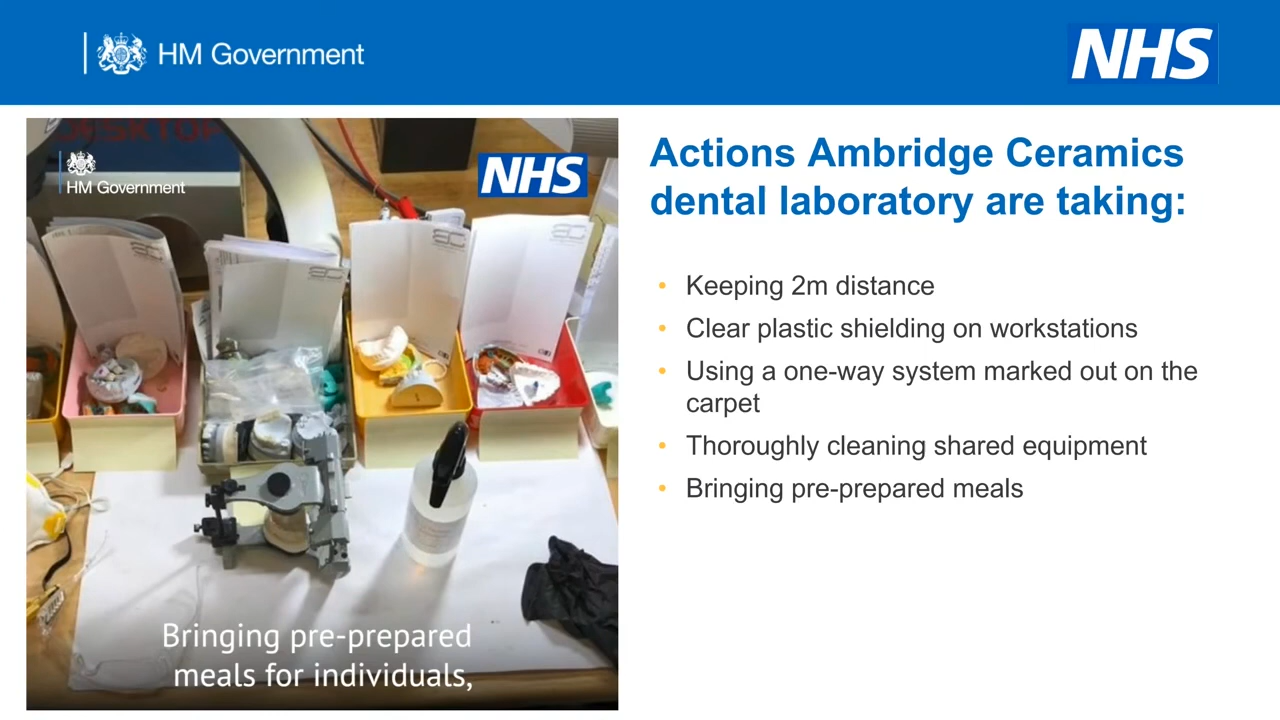 HM Government
NHS
DESKTOP
HM Government
NHS
Bringing pre-prepared
meals for individuals,
Actions Ambridge Ceramics
dental laboratory are taking:
• Keeping 2m distance
• Clear plastic shielding on workstations
• Using a one-way system marked out on the
carpet
• Thoroughly cleaning shared equipment
• Bringing pre-prepared meals